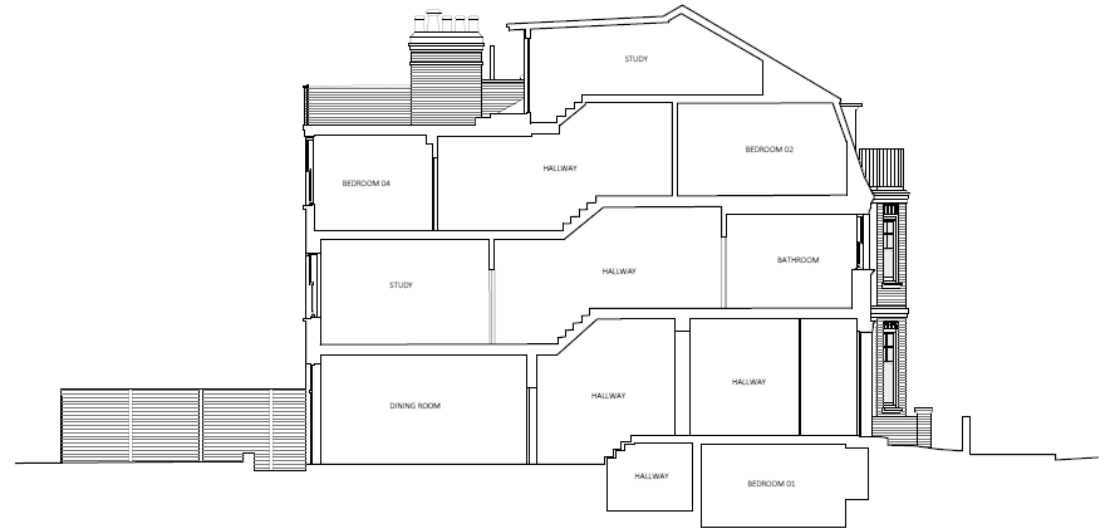 STUDY
BEDROOM 02
HALLWAY
BEDROOM 04
BATHROOM
HALLWAY
STUDY
HALLWAY
HALLWAY
DINING ROOM
HALLWAY
BEDROOM 01